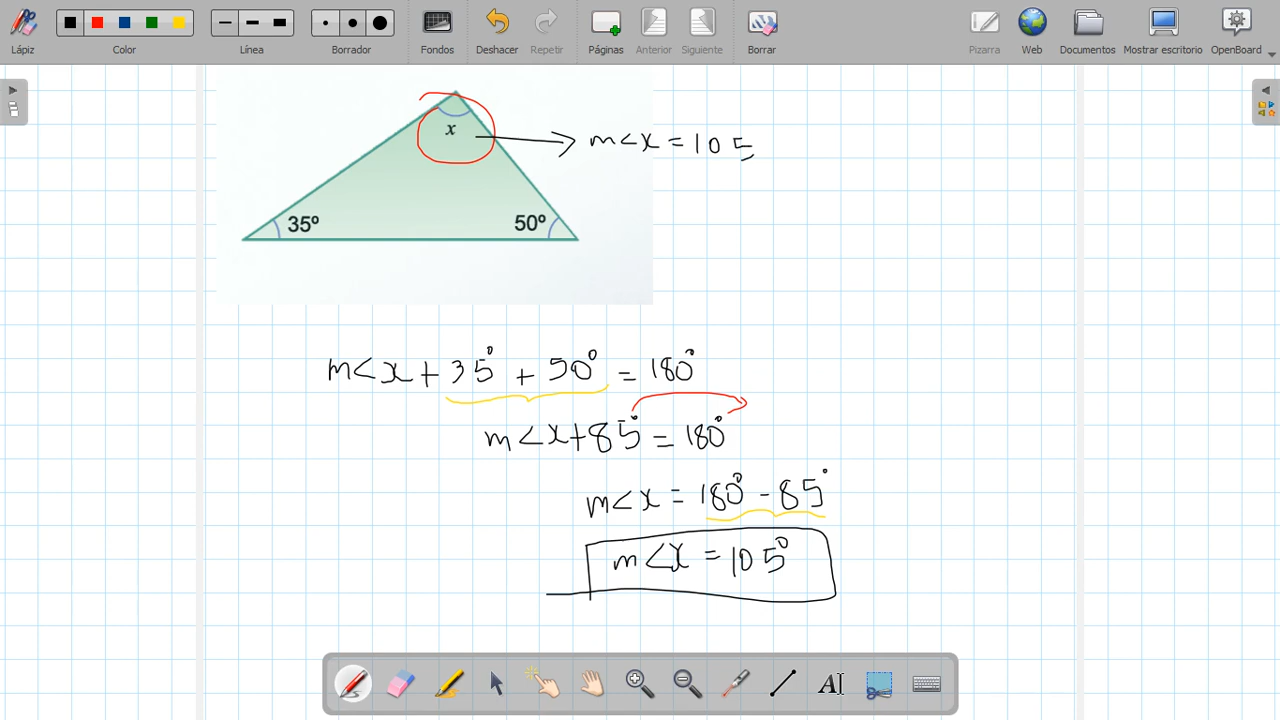 Lápiz Color Línea Borrador Fondos Deshacer Repetir Páginas Anterior Siguiente Borrar Pizarra Web Documentos Mostrar escritorio OpenBoard
x
m<x = 105
35º 50º
m<x + 35° + 50° = 180°
m<x + 85° = 180°
m<x = 180° - 85°
m<x = 105°
AI